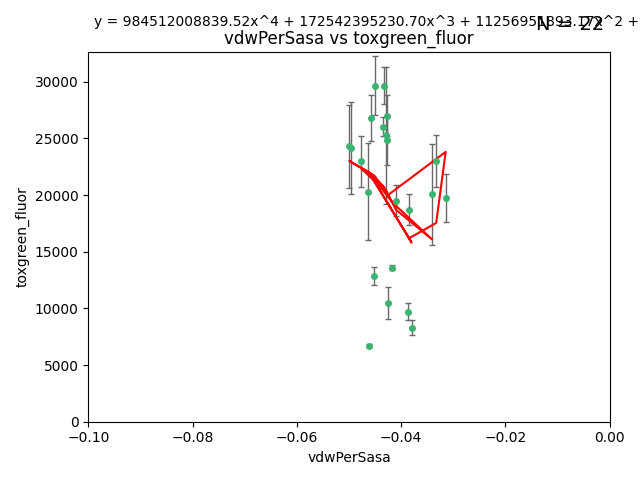 y = 984512008839.52x^4 + 172542395230.70x^3 +
N = 22
vdwPerSasa vs toxgreen_fluor
30000
25000
20000
15000
10000
5000
0
toxgreen_fluor
−0.10 −0.08 −0.06 −0.04 −0.02 0.00
vdwPerSasa